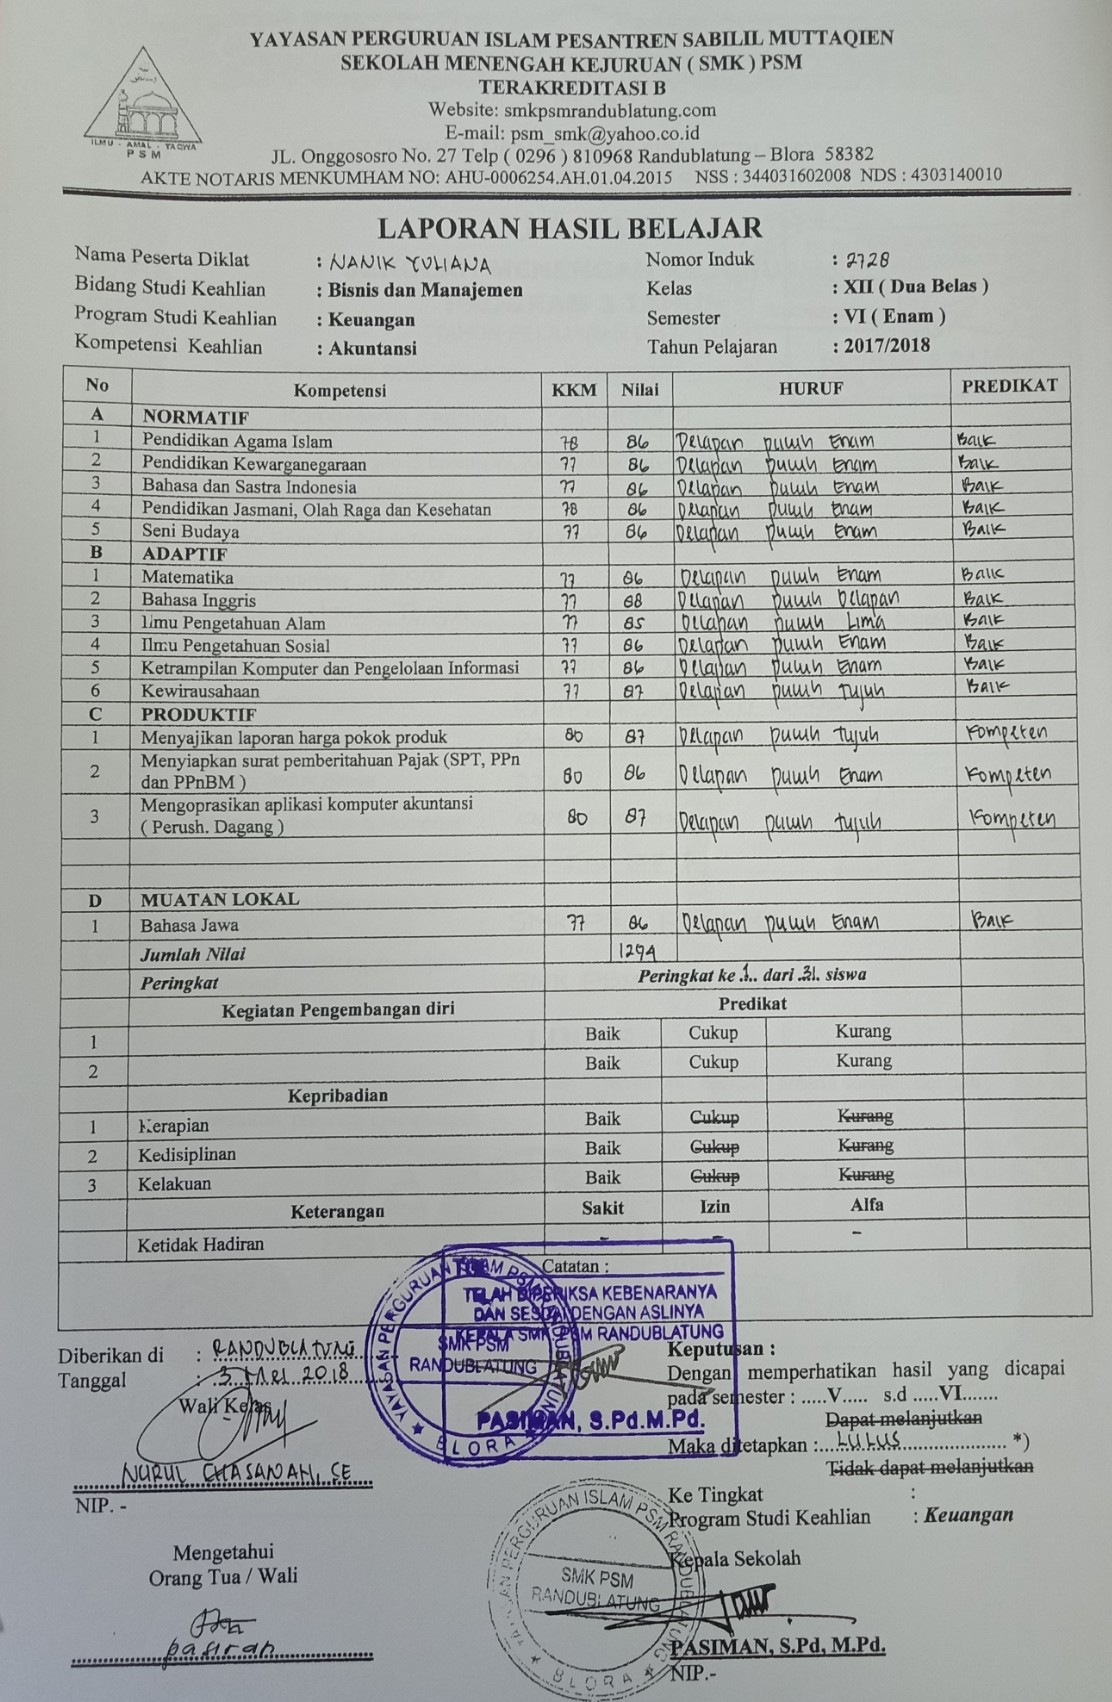 YAYASAN PERGURUAN ISLAM PESANTREN SABILIL MUTTAQIEN
SEKOLAH MENENGAH KEJURUAN ( SMK ) PSM
TERAKREDITASI B
Website: smkpsmrandublatung.com
E-mail: psm_smk@yahoo.co.id
JL. Onggososro No. 27 Telp ( 0296 ) 810968 Randublatung – Blora 58382
AKTE NOTARIS MENKUMHAM NO: AHU-0006254.AH.01.04.2015 NSS : 344031602008 NDS : 4303140010
ILMU - AMAL - TAQWA
P S M
LAPORAN HASIL BELAJAR
Nama Peserta Diklat : NANIK YULIANA Nomor Induk : 2728
Bidang Studi Keahlian : Bisnis dan Manajemen Kelas : XII ( Dua Belas )
Program Studi Keahlian : Keuangan Semester : VI ( Enam )
Kompetensi Keahlian : Akuntansi Tahun Pelajaran : 2017/2018
No Kompetensi KKM Nilai HURUF PREDIKAT
A NORMATIF
1 Pendidikan Agama Islam 78 86 Delapan puluh Enam Baik
2 Pendidikan Kewarganegaraan 77 86 Delapan puluh Enam Baik
3 Bahasa dan Sastra Indonesia 77 86 Delapan puluh Enam Baik
4 Pendidikan Jasmani, Olah Raga dan Kesehatan 78 86 Delapan puluh Enam Baik
5 Seni Budaya 77 86 Delapan puluh Enam Baik
B ADAPTIF
1 Matematika 77 86 Delapan puluh Enam Baik
2 Bahasa Inggris 77 88 Delapan puluh Delapan Baik
3 Ilmu Pengetahuan Alam 77 85 Delapan puluh Lima Baik
4 Ilmu Pengetahuan Sosial 77 86 Delapan puluh Enam Baik
5 Ketrampilan Komputer dan Pengelolaan Informasi 77 86 Delapan puluh Enam Baik
6 Kewirausahaan 77 87 Delapan puluh tujuh Baik
C PRODUKTIF
1 Menyajikan laporan harga pokok produk 80 87 Delapan puluh tujuh Kompeten
2 Menyiapkan surat pemberitahuan Pajak (SPT, PPn
dan PPnBM ) 80 86 Delapan puluh Enam Kompeten
3 Mengoprasikan aplikasi komputer akuntansi
( Perush. Dagang ) 80 87 Delapan puluh tujuh Kompeten
D MUATAN LOKAL
1 Bahasa Jawa 77 86 Delapan puluh Enam Baik
Jumlah Nilai 1294
Peringkat Peringkat ke .1.. dari .31. siswa
Kegiatan Pengembangan diri Predikat
1 Baik Cukup Kurang
2 Baik Cukup Kurang
Kepribadian
1 Kerapian Baik Cukup Kurang
2 Kedisiplinan Baik Cukup Kurang
3 Kelakuan Baik Cukup Kurang
Keterangan Sakit Izin Alfa
Ketidak Hadiran - - -
Catatan :
TELAH DIPERIKSA KEBENARANYA
DAN SESUAI DENGAN ASLINYA
KEPALA SMK PSM RANDUBLATUNG
PASIMAN, S.Pd.M.Pd.
YAYASAN PERGURUAN ISLAM PSM RANDUBLATUNG
SMK PSM
RANDUBLATUNG
★ BLORA ★
Diberikan di : RANDUBLATUNG
Tanggal : 3 Mei 2018
Wali Kelas
NURUL CHASANAH, SE
NIP. -
Mengetahui
Orang Tua / Wali
pasiran
Keputusan :
Dengan memperhatikan hasil yang dicapai
pada semester : .....V..... s.d .....VI.......
Dapat melanjutkan
Maka ditetapkan :....LULUS..................... *)
Tidak dapat melanjutkan
Ke Tingkat :
Program Studi Keahlian : Keuangan
Kepala Sekolah
YAYASAN PERGURUAN ISLAM PSM RANDUBLATUNG
SMK PSM
RANDUBLATUNG
★ BLORA ★
PASIMAN, S.Pd, M.Pd.
NIP.-